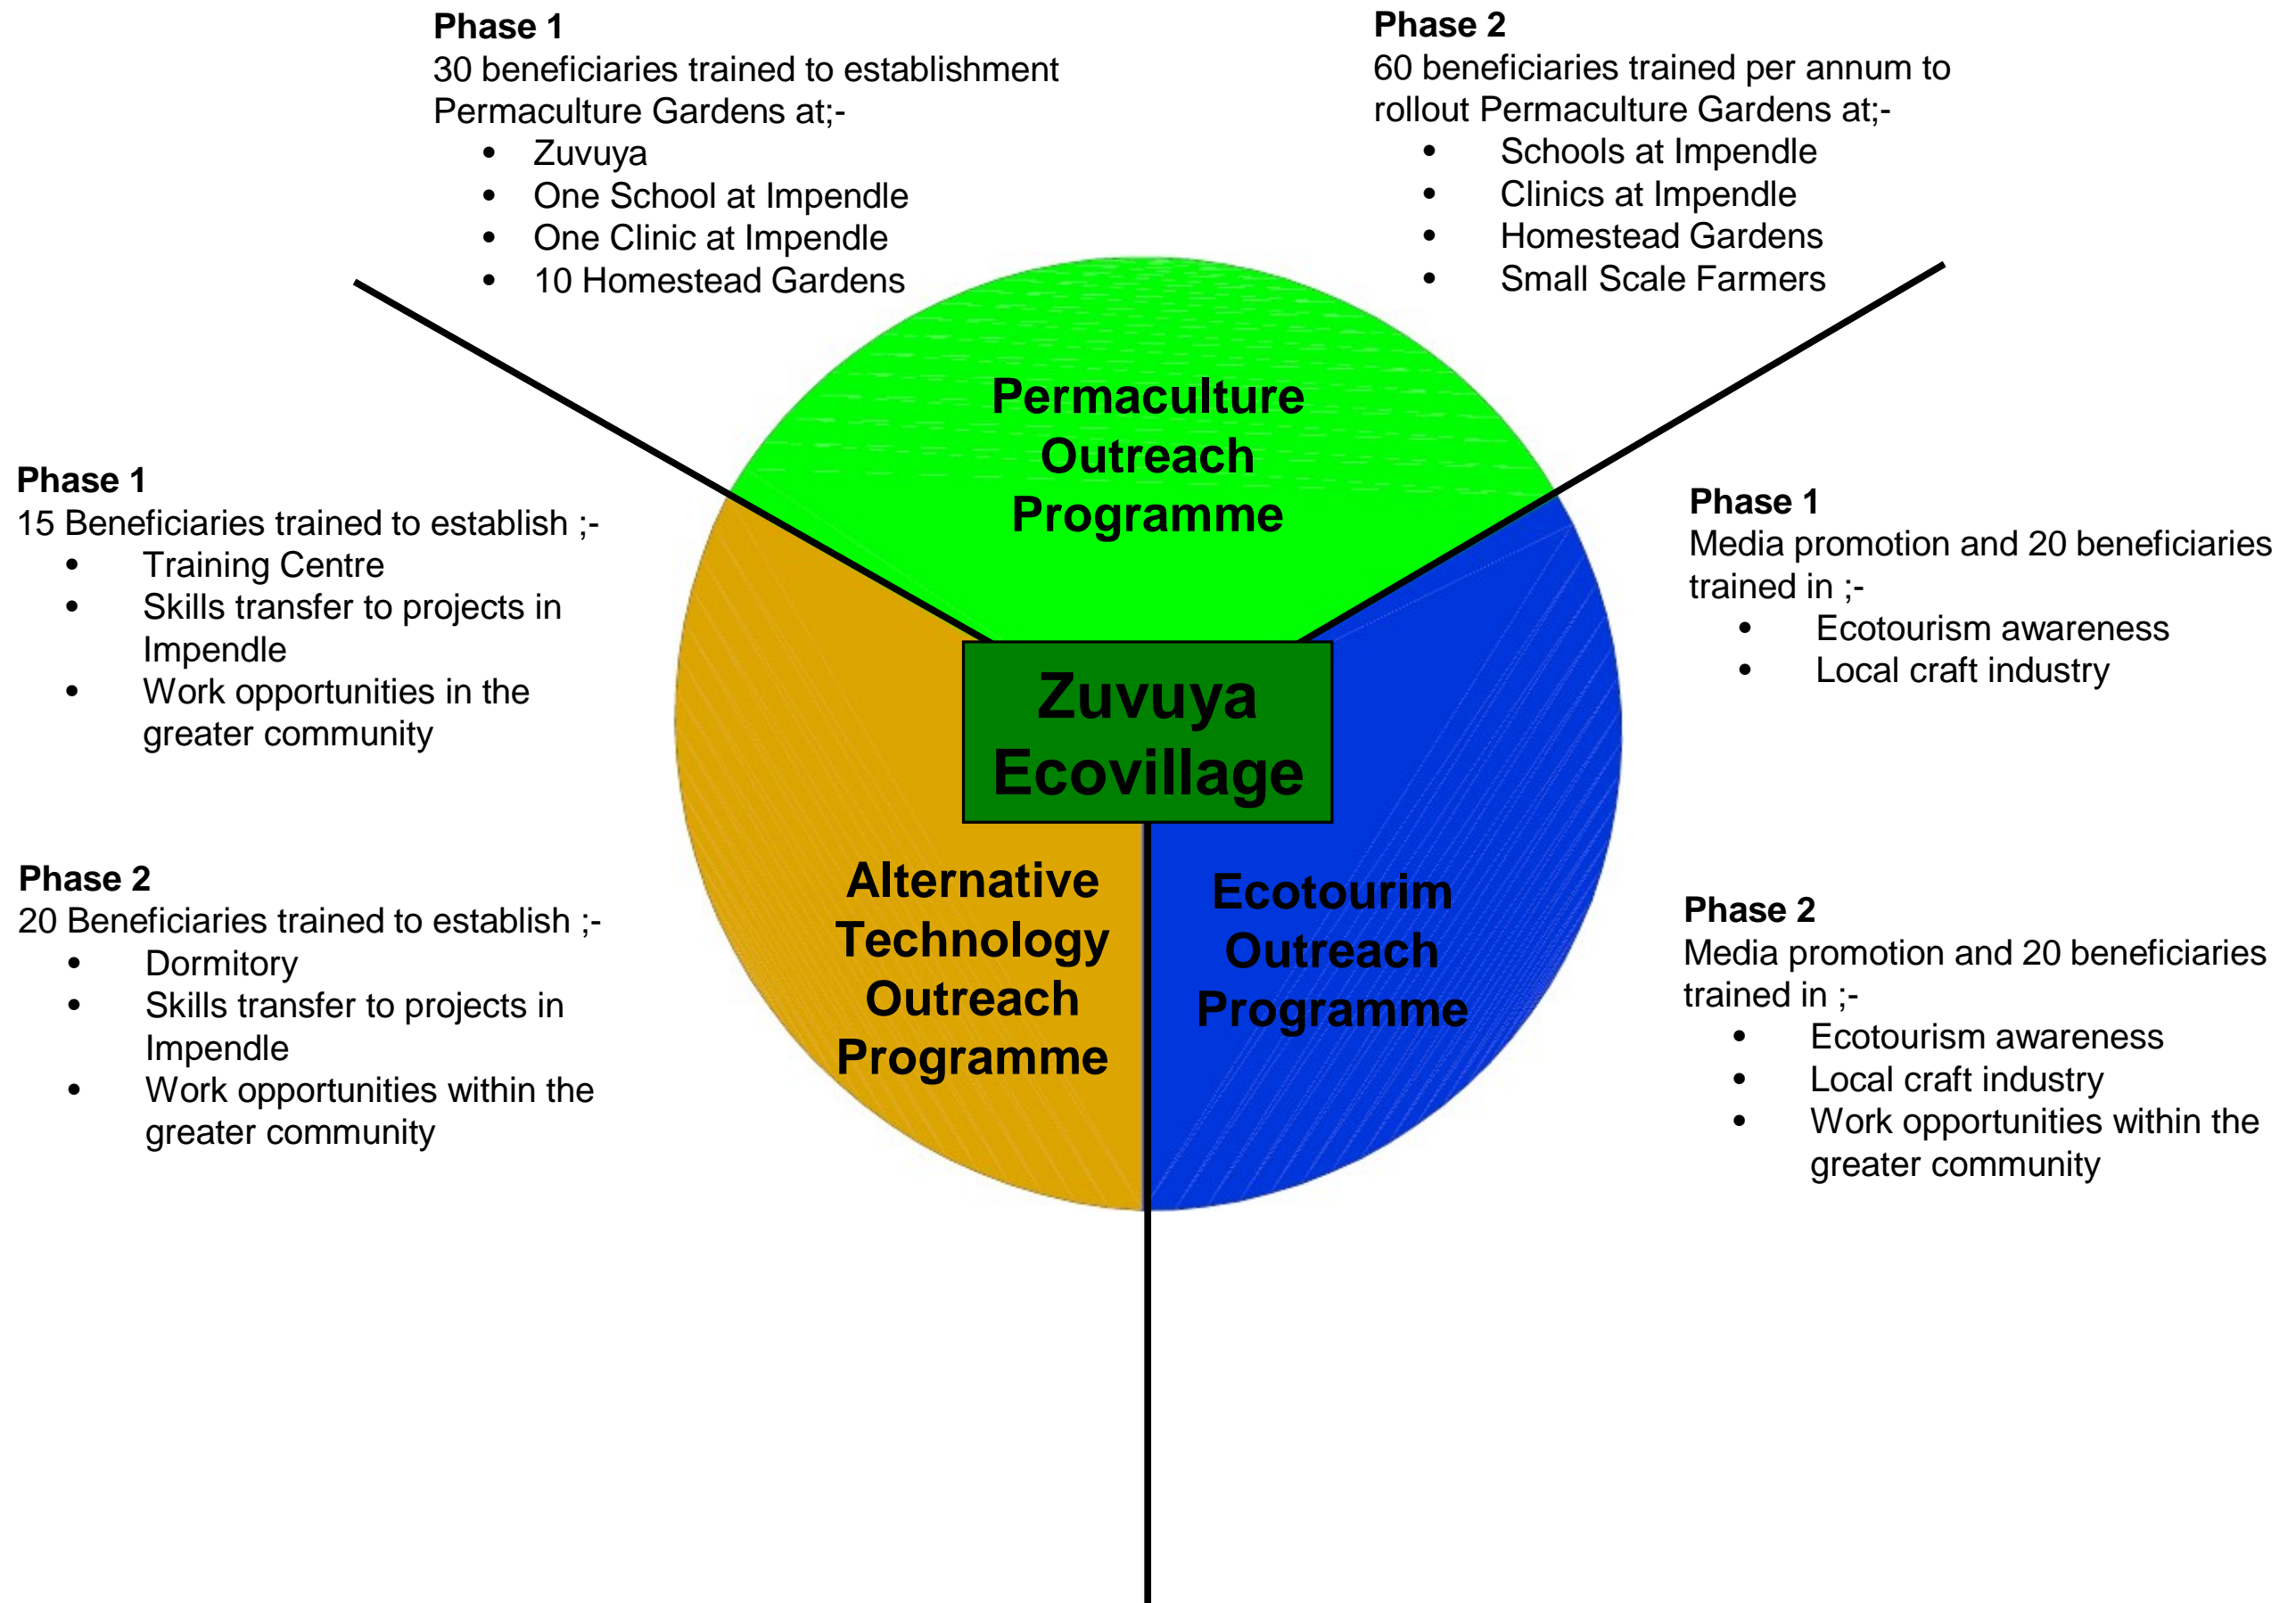 Phase 1
30 beneficiaries trained to establishment
Permaculture Gardens at;-
• Zuvuya
• One School at Impendle
• One Clinic at Impendle
• 10 Homestead Gardens
Phase 2
60 beneficiaries trained per annum to
rollout Permaculture Gardens at;-
• Schools at Impendle
• Clinics at Impendle
• Homestead Gardens
• Small Scale Farmers
Permaculture
Outreach
Programme
Phase 1
15 Beneficiaries trained to establish ;-
• Training Centre
• Skills transfer to projects in
Impendle
• Work opportunities in the
greater community
Phase 2
20 Beneficiaries trained to establish ;-
• Dormitory
• Skills transfer to projects in
Impendle
• Work opportunities within the
greater community
Zuvuya
Ecovillage
Alternative
Technology
Outreach
Programme
Ecotourim
Outreach
Programme
Phase 1
Media promotion and 20 beneficiaries
trained in ;-
• Ecotourism awareness
• Local craft industry
Phase 2
Media promotion and 20 beneficiaries
trained in ;-
• Ecotourism awareness
• Local craft industry
• Work opportunities within the
greater community